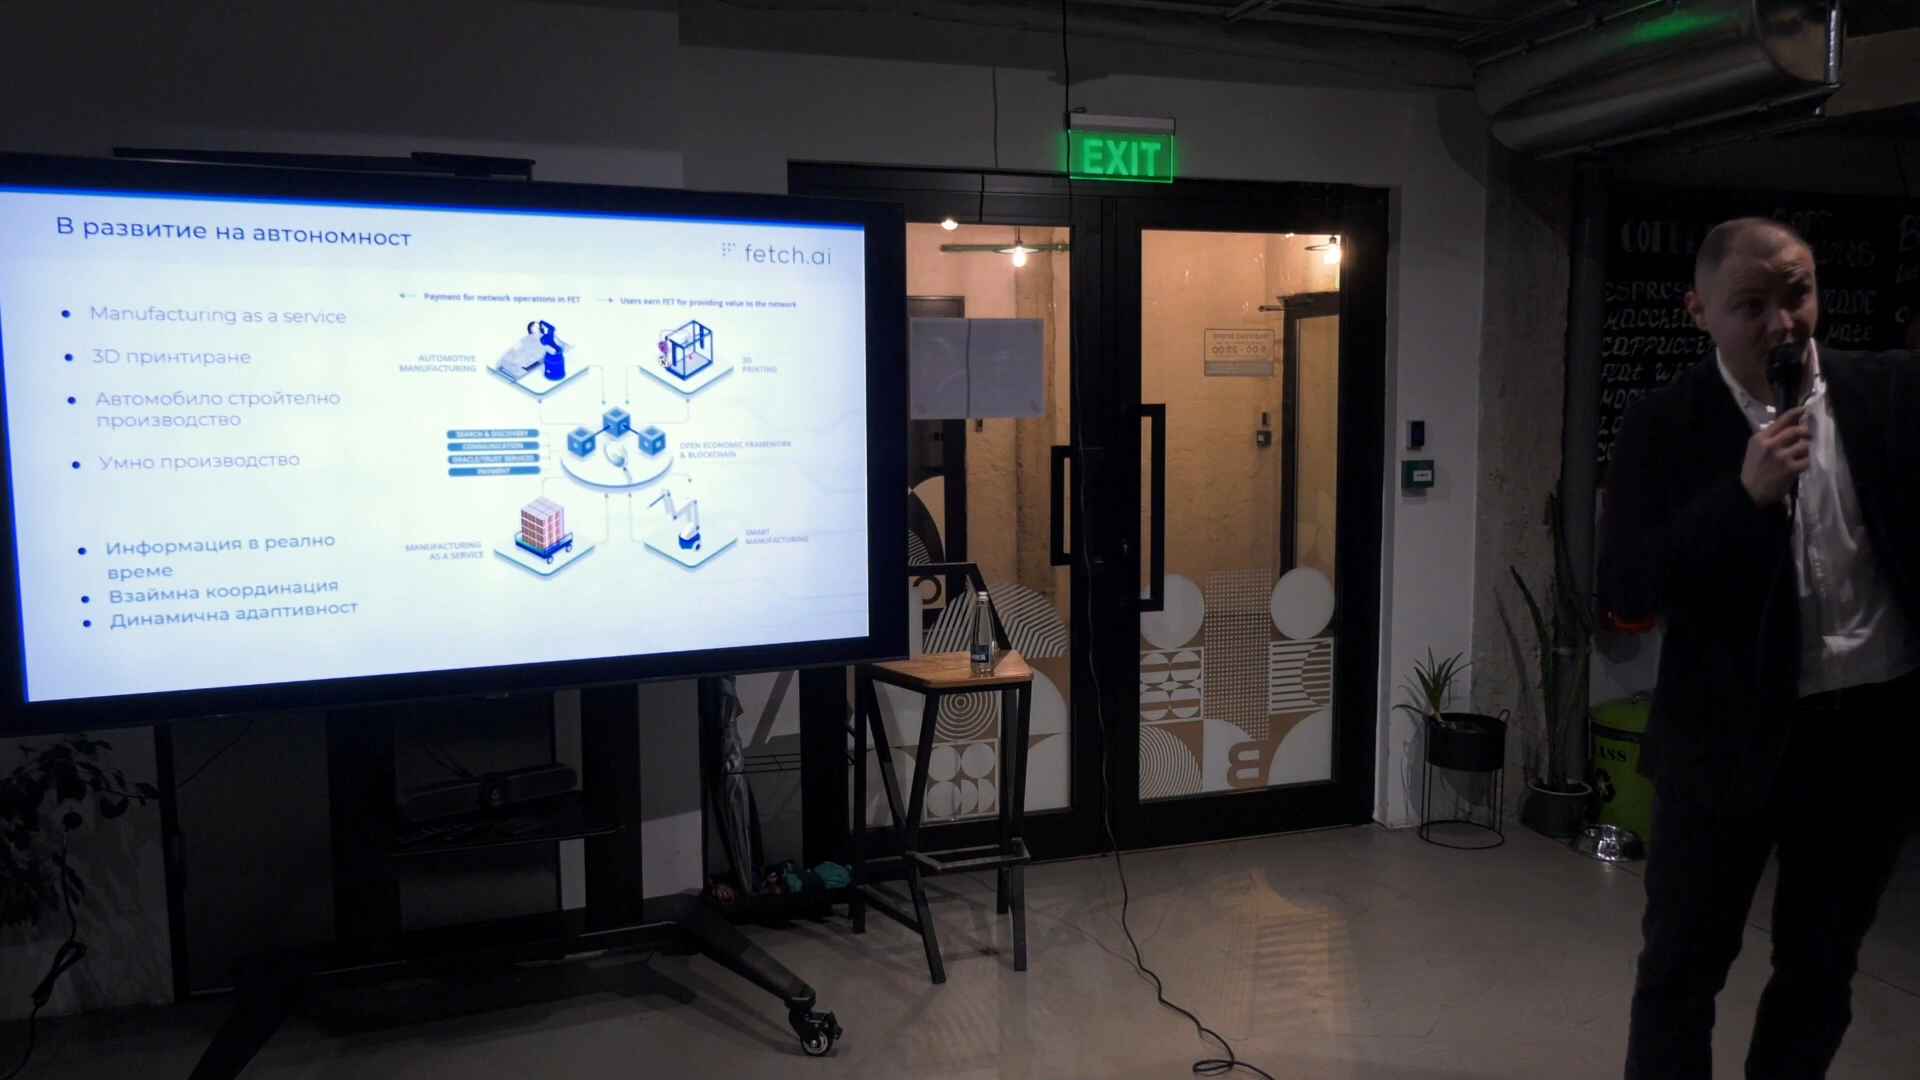 В развитие на автономност
fetch.ai
Manufacturing as a service
3D принтиране
Автомобило стройтелно
производство
Умно производство
Информация в реално
време
Взаймна координация
Динамична адаптивност
Payment for network operations in FET
Users earn FET for providing value to the network
AUTOMOTIVE
MANUFACTURING
3D
PRINTING
SEARCH & DISCOVERY
COMMUNICATION
ORACLE/TRUST SERVICES
PAYMENT
OPEN ECONOMIC FRAMEWORK
& BLOCKCHAIN
MANUFACTURING
AS A SERVICE
SMART
MANUFACTURING
EXIT